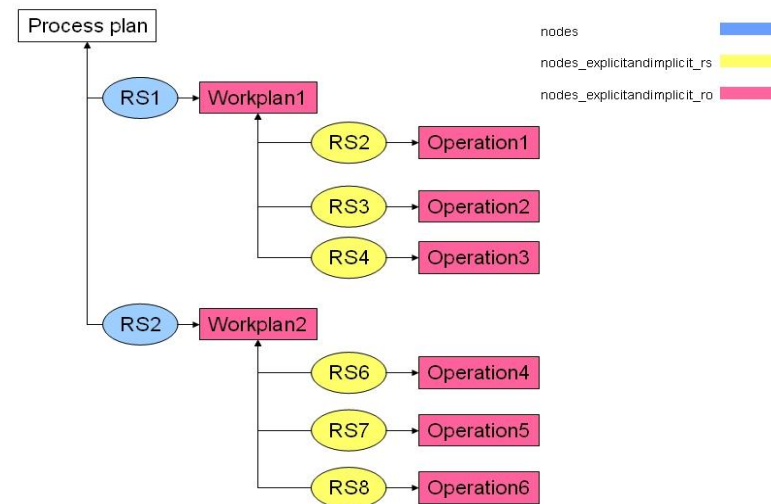 Process plan
nodes
nodes_explicitandimplicit_rs
RS1
Workplan1
nodes_explicitandimplicit_ro
RS2
Operation1
RS3
Operation2
RS4
Operation3
RS2
Workplan2
RS6
Operation4
RS7
Operation5
RS8
Operation6